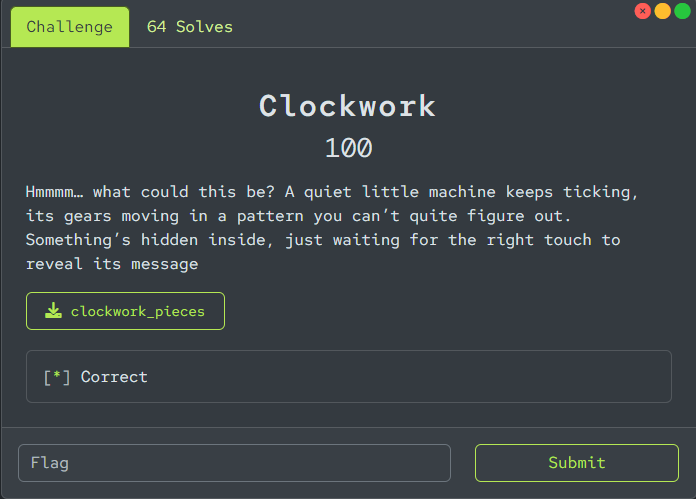 Challenge
64 Solves
Clockwork
100
Hmmmm… what could this be? A quiet little machine keeps ticking,
its gears moving in a pattern you can’t quite figure out.
Something’s hidden inside, just waiting for the right touch to
reveal its message
clockwork_pieces
[*] Correct
Flag
Submit